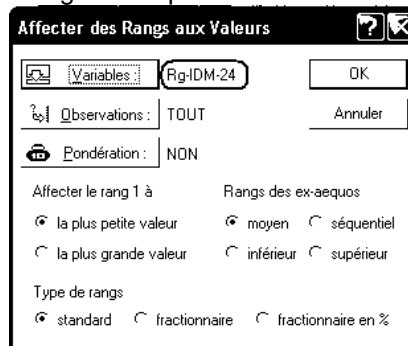 Affecter des Rangs aux Valeurs
Variables : Rg-IDM-24 OK
Observations : TOUT Annuler
Pondération : NON
Affecter le rang 1 à Rangs des ex-aequos
la plus petite valeur moyen séquentiel
la plus grande valeur inférieur supérieur
Type de rangs
standard fractionnaire fractionnaire en %